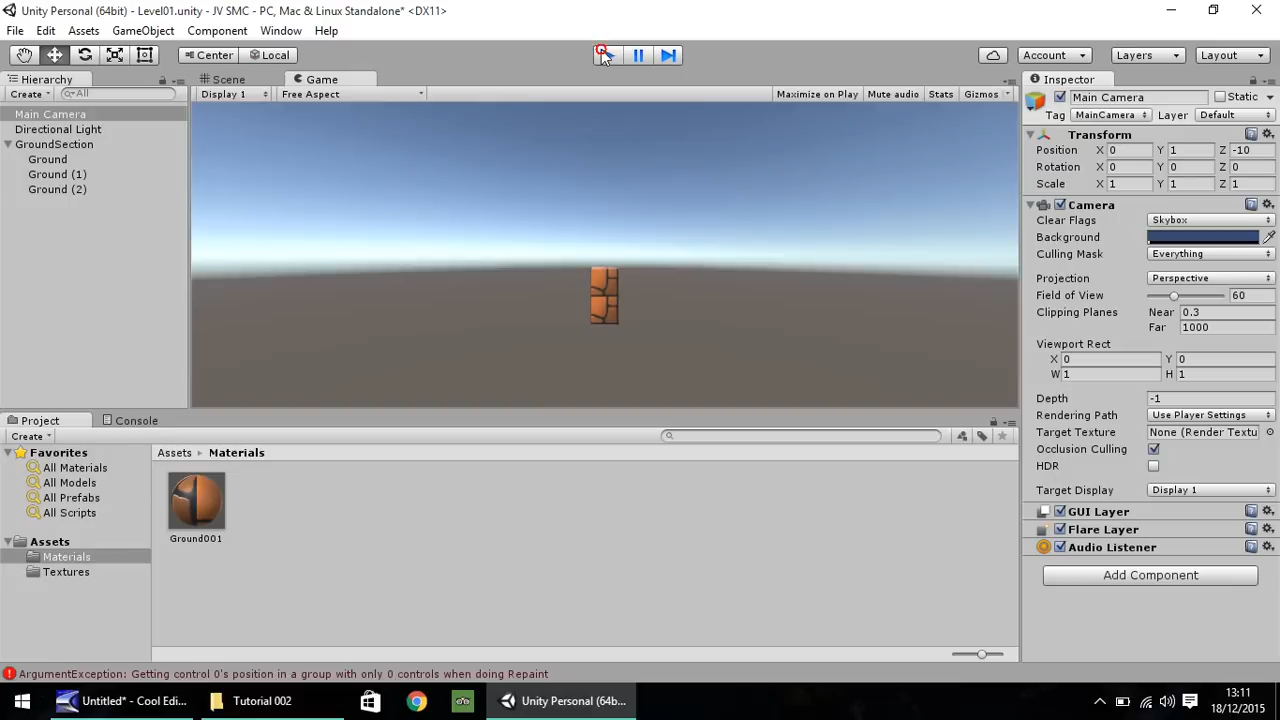 Unity Personal (64bit) - Level01.unity - JV SMC - PC, Mac & Linux Standalone* <DX11>
File Edit Assets GameObject Component Window Help
Center Local Account Layers Layout
Hierarchy Scene Game Inspector
Create All Display 1 Free Aspect Maximize on Play Mute audio Stats Gizmos Main Camera Static
Main Camera
Directional Light
GroundSection
Ground
Ground (1)
Ground (2)
Tag MainCamera Layer Default
Transform
Position X 0 Y 1 Z -10
Rotation X 0 Y 0 Z 0
Scale X 1 Y 1 Z 1
Camera
Clear Flags Skybox
Background
Culling Mask Everything
Projection Perspective
Field of View 60
Clipping Planes Near 0.3
Far 1000
Viewport Rect
X 0 Y 0
W 1 H 1
Depth -1
Rendering Path Use Player Settings
Target Texture None (Render Textu
Occlusion Culling
HDR
Target Display Display 1
GUI Layer
Flare Layer
Audio Listener
Add Component
Project Console
Create
Favorites
All Materials
All Models
All Prefabs
All Scripts
Assets
Materials
Textures
Assets Materials
Ground001
ArgumentException: Getting control 0's position in a group with only 0 controls when doing Repaint
Untitled* - Cool Edi... Tutorial 002 Unity Personal (64b... 13:11
18/12/2015